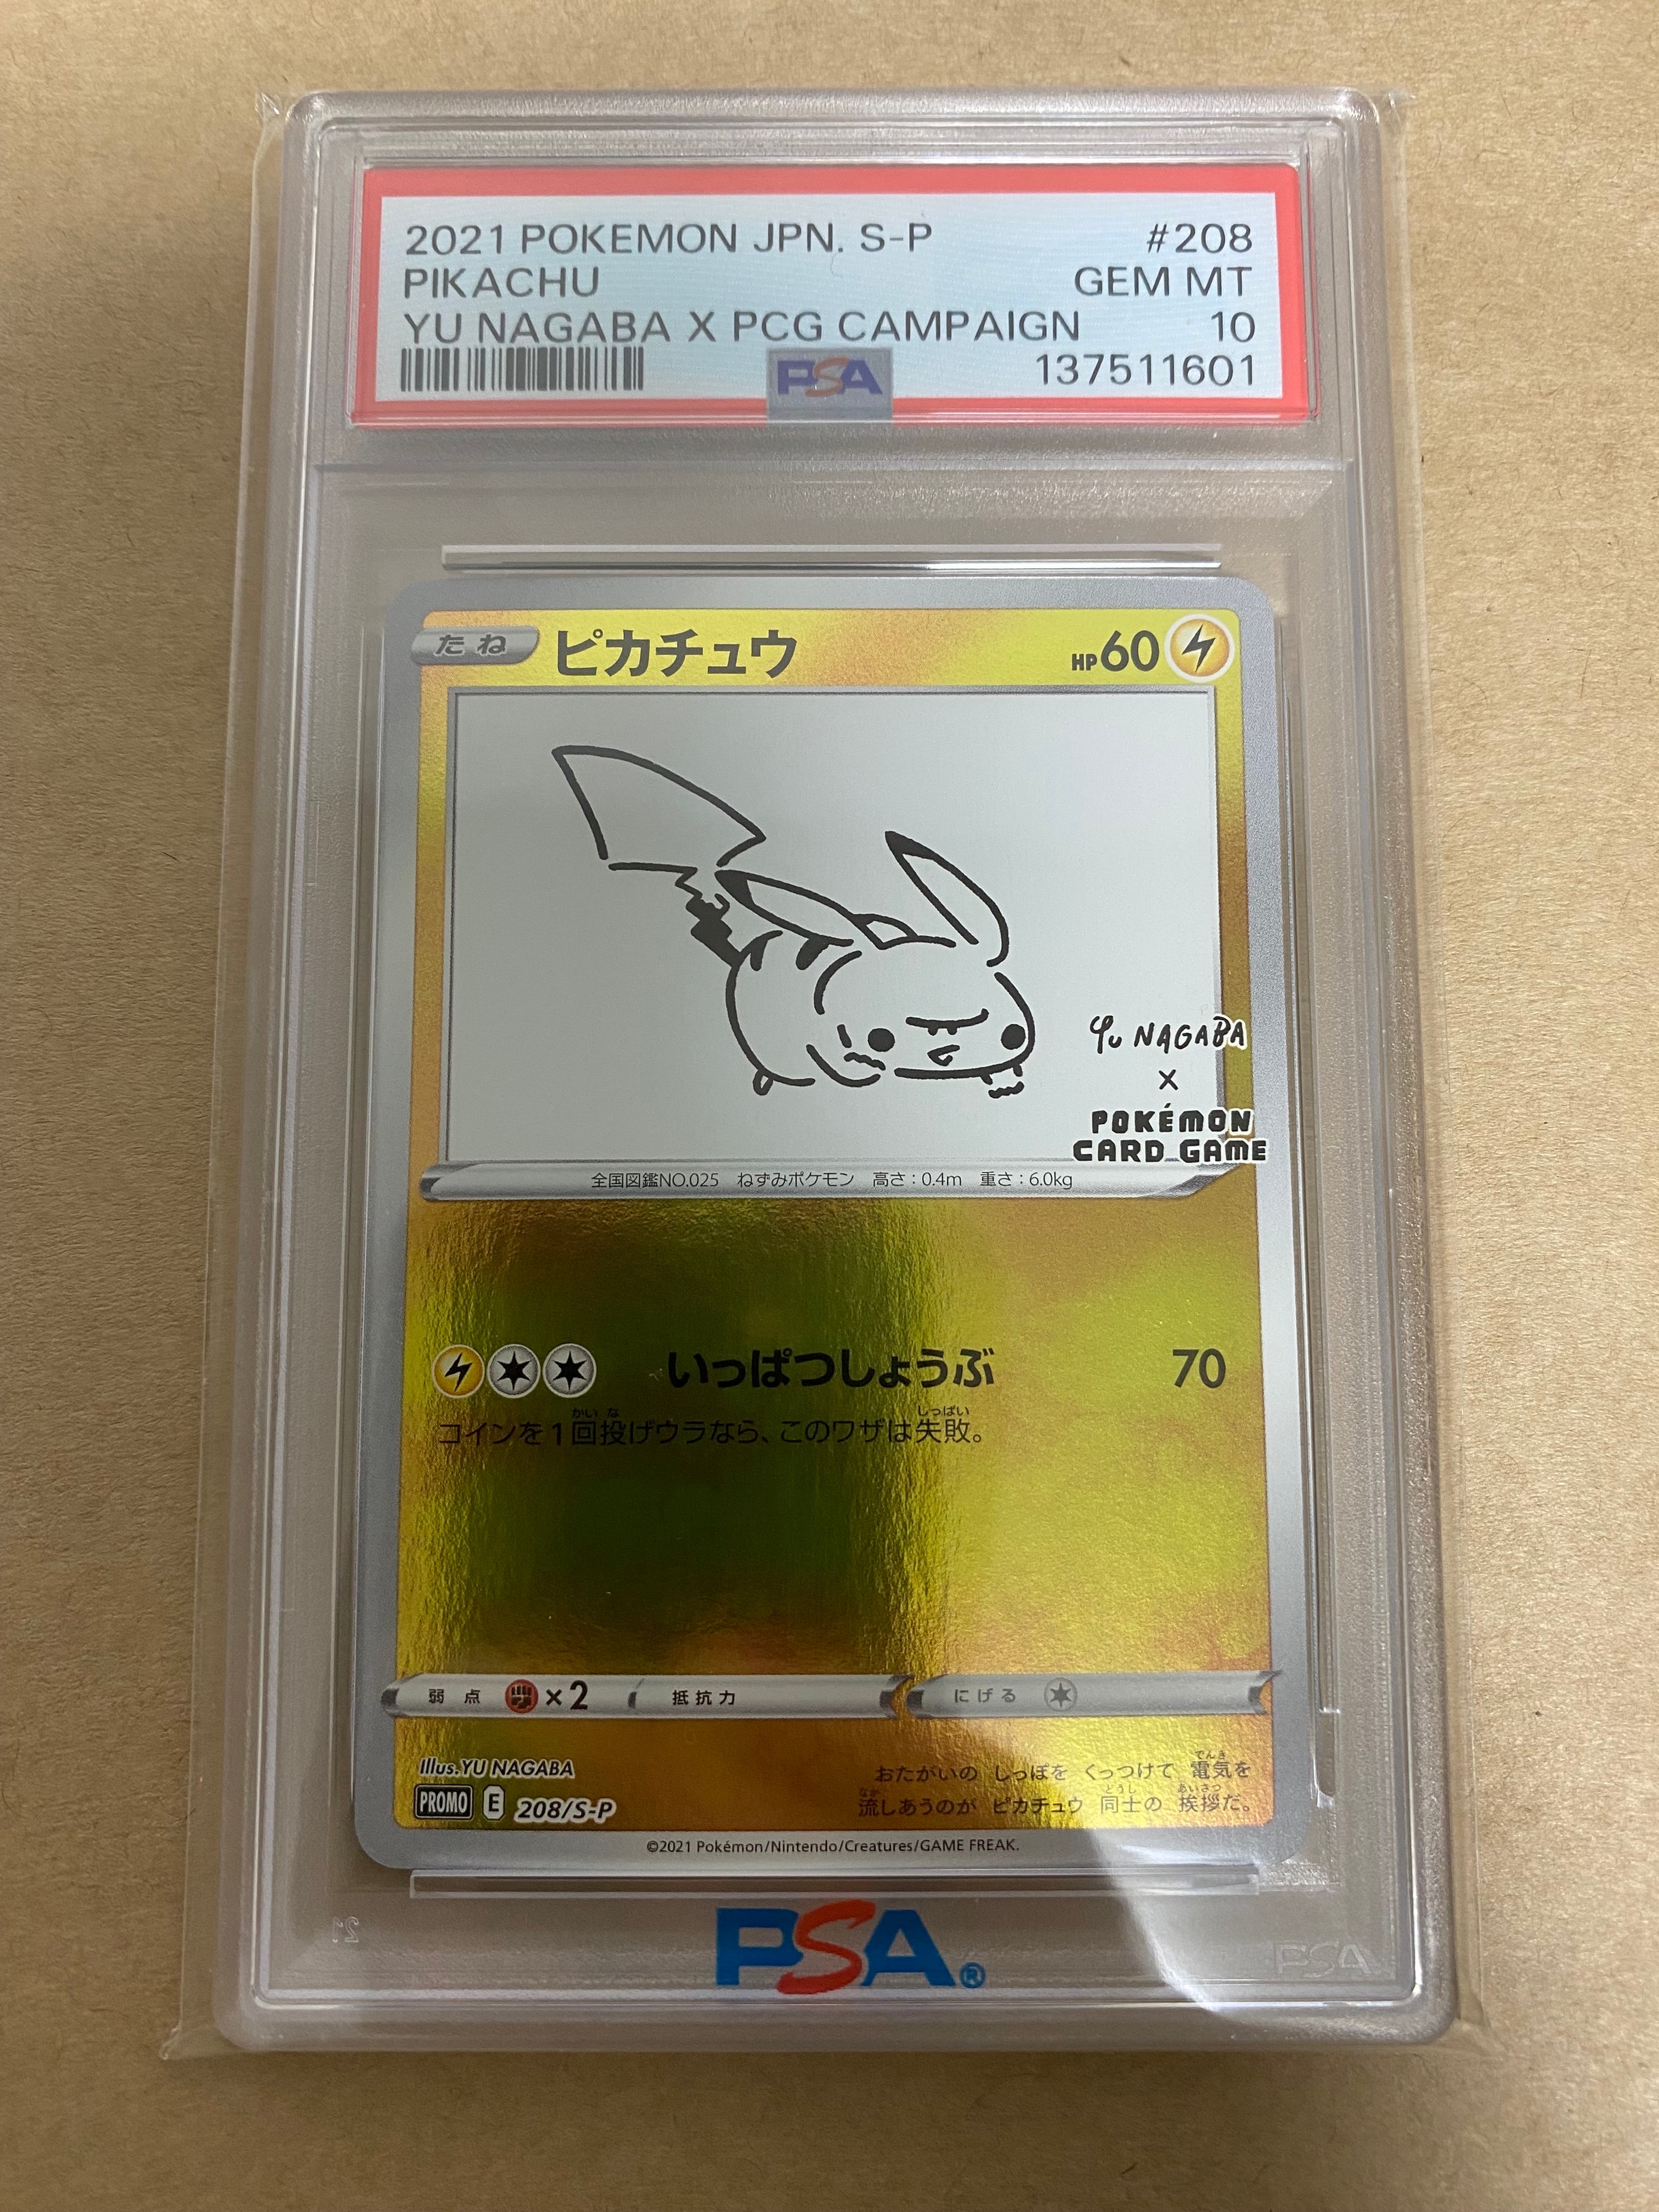 2021 POKEMON JPN. S-P #208
PIKACHU GEM MT
YU NAGABA X PCG CAMPAIGN 10
PSA 137511601
たね ピカチュウ HP60
YU NAGABA
×
POKÉMON
CARD GAME
全国図鑑NO.025 ねずみポケモン 高さ：0.4m 重さ：6.0kg
いっぱつしょうぶ 70
コインを1回投げウラなら、このワザは失敗。
弱点 ×2 抵抗力 にげる
Illus.YU NAGABA
PROMO E 208/S-P
おたがいの しっぽを くっつけて 電気を
流しあうのが ピカチュウ 同士の 挨拶だ。
©2021 Pokémon/Nintendo/Creatures/GAME FREAK.
PSA®
PSA